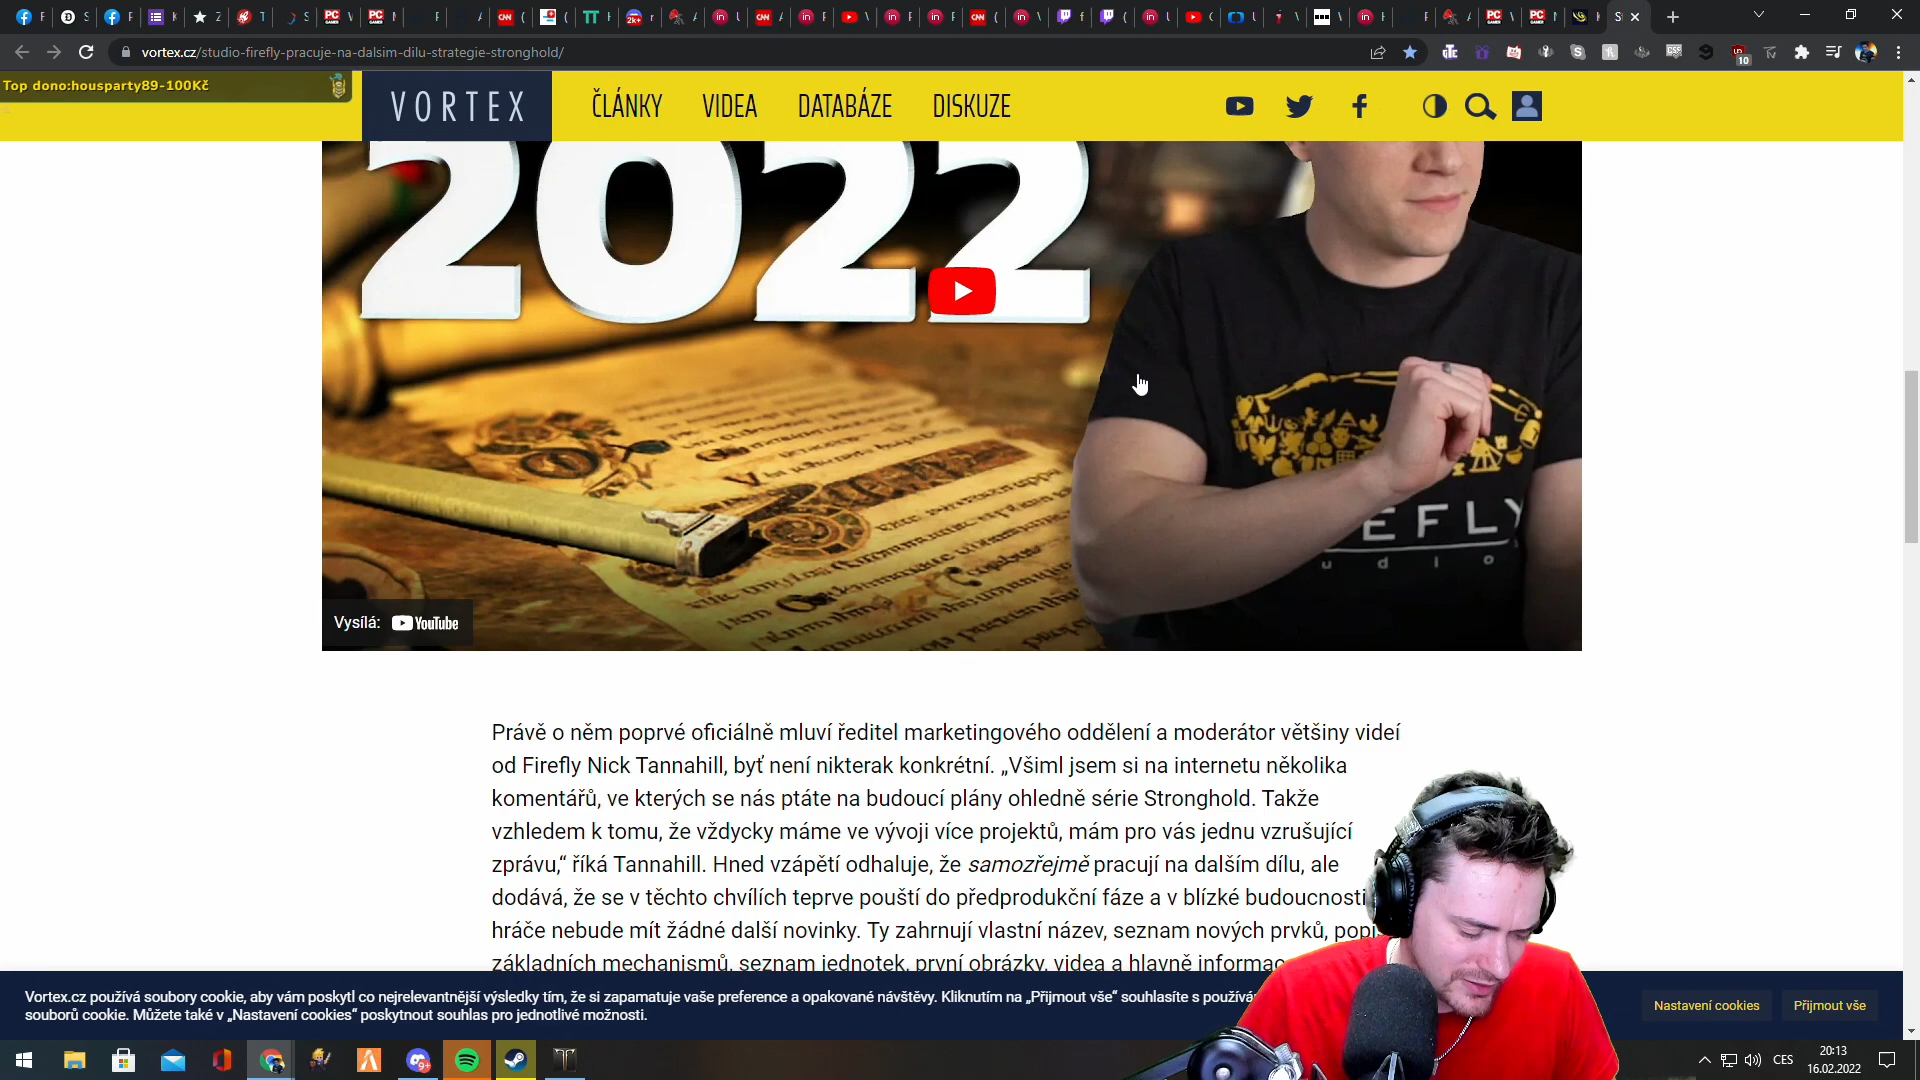 vortex.cz/studio-firefly-pracuje-na-dalsim-dilu-strategie-stronghold/
Top dono:housparty89-100Kč
VORTEX
ČLÁNKY
VIDEA
DATABÁZE
DISKUZE
2022
Vysílá: YouTube
Právě o něm poprvé oficiálně mluví ředitel marketingového oddělení a moderátor většiny videí
od Firefly Nick Tannahill, byť není nikterak konkrétní. „Všiml jsem si na internetu několika
komentářů, ve kterých se nás ptáte na budoucí plány ohledně série Stronghold. Takže
vzhledem k tomu, že vždycky máme ve vývoji více projektů, mám pro vás jednu vzrušující
zprávu,“ říká Tannahill. Hned vzápětí odhaluje, že samozřejmě pracují na dalším dílu, ale
dodává, že se v těchto chvílích teprve pouští do předprodukční fáze a v blízké budoucnosti
hráče nebude mít žádné další novinky. Ty zahrnují vlastní název, seznam nových prvků,
základních mechanismů, seznam jednotek, první obrázky, videa a hlavně
Vortex.cz používá soubory cookie, aby vám poskytl co nejrelevantnější výsledky tím, že si zapamatuje vaše preference a opakované návštěvy. Kliknutím na „Přijmout vše“ souhlasíte s
souborů cookie. Můžete také v „Nastavení cookies“ poskytnout souhlas pro jednotlivé možnosti.
Nastavení cookies
Přijmout vše
CES
20:13
16.02.2022